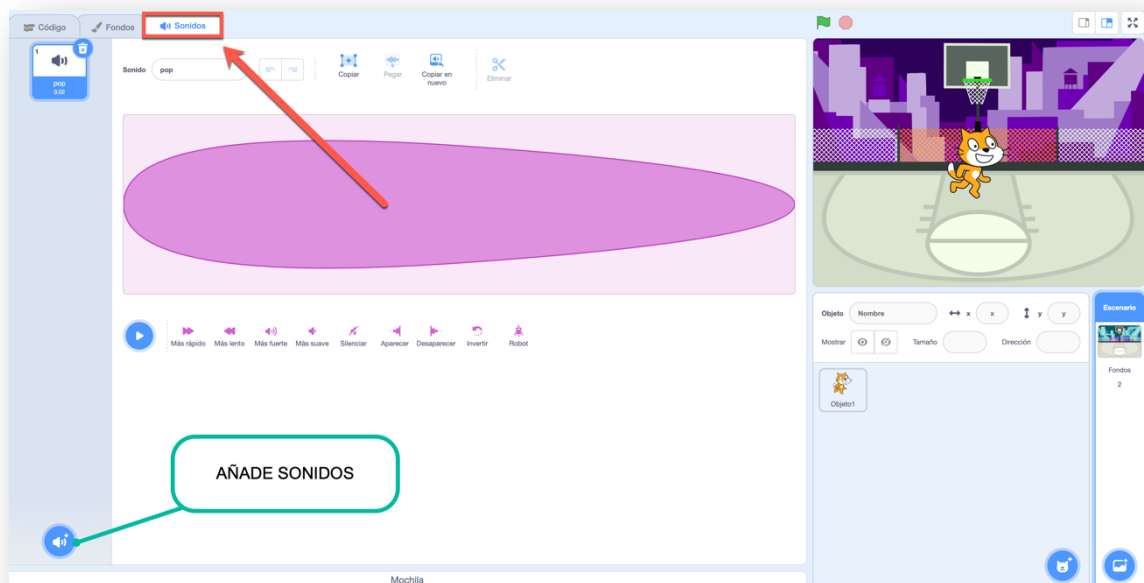 Código
Fondos
Sonidos
1
pop
0.02
Sonido
pop
Copiar
Pegar
Copiar en
nuevo
Eliminar
Más rápido
Más lento
Más fuerte
Más suave
Silenciar
Aparecer
Desaparecer
Invertir
Robot
AÑADE SONIDOS
Mochila
Objeto
Nombre
x
x
y
y
Mostrar
Tamaño
Dirección
Objeto1
Escenario
Fondos
2